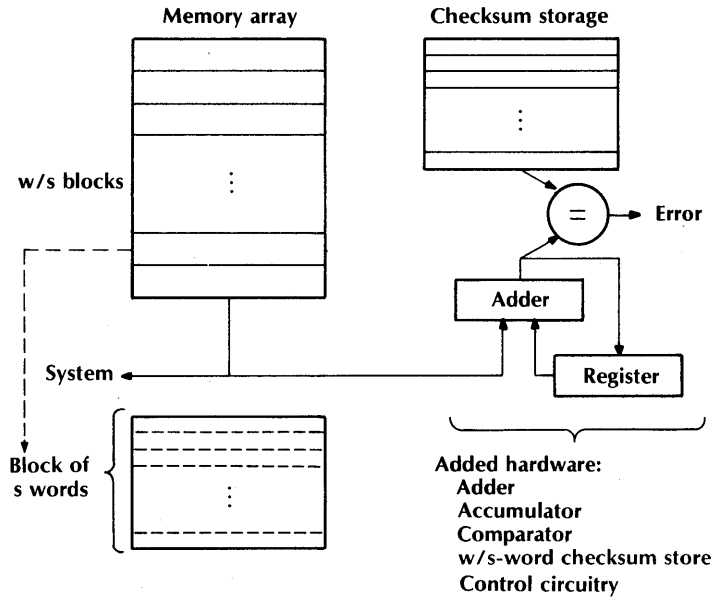 Memory array
Checksum storage
w/s blocks
=
Error
Adder
System
Register
Block of
s words
Added hardware:
Adder
Accumulator
Comparator
w/s-word checksum store
Control circuitry